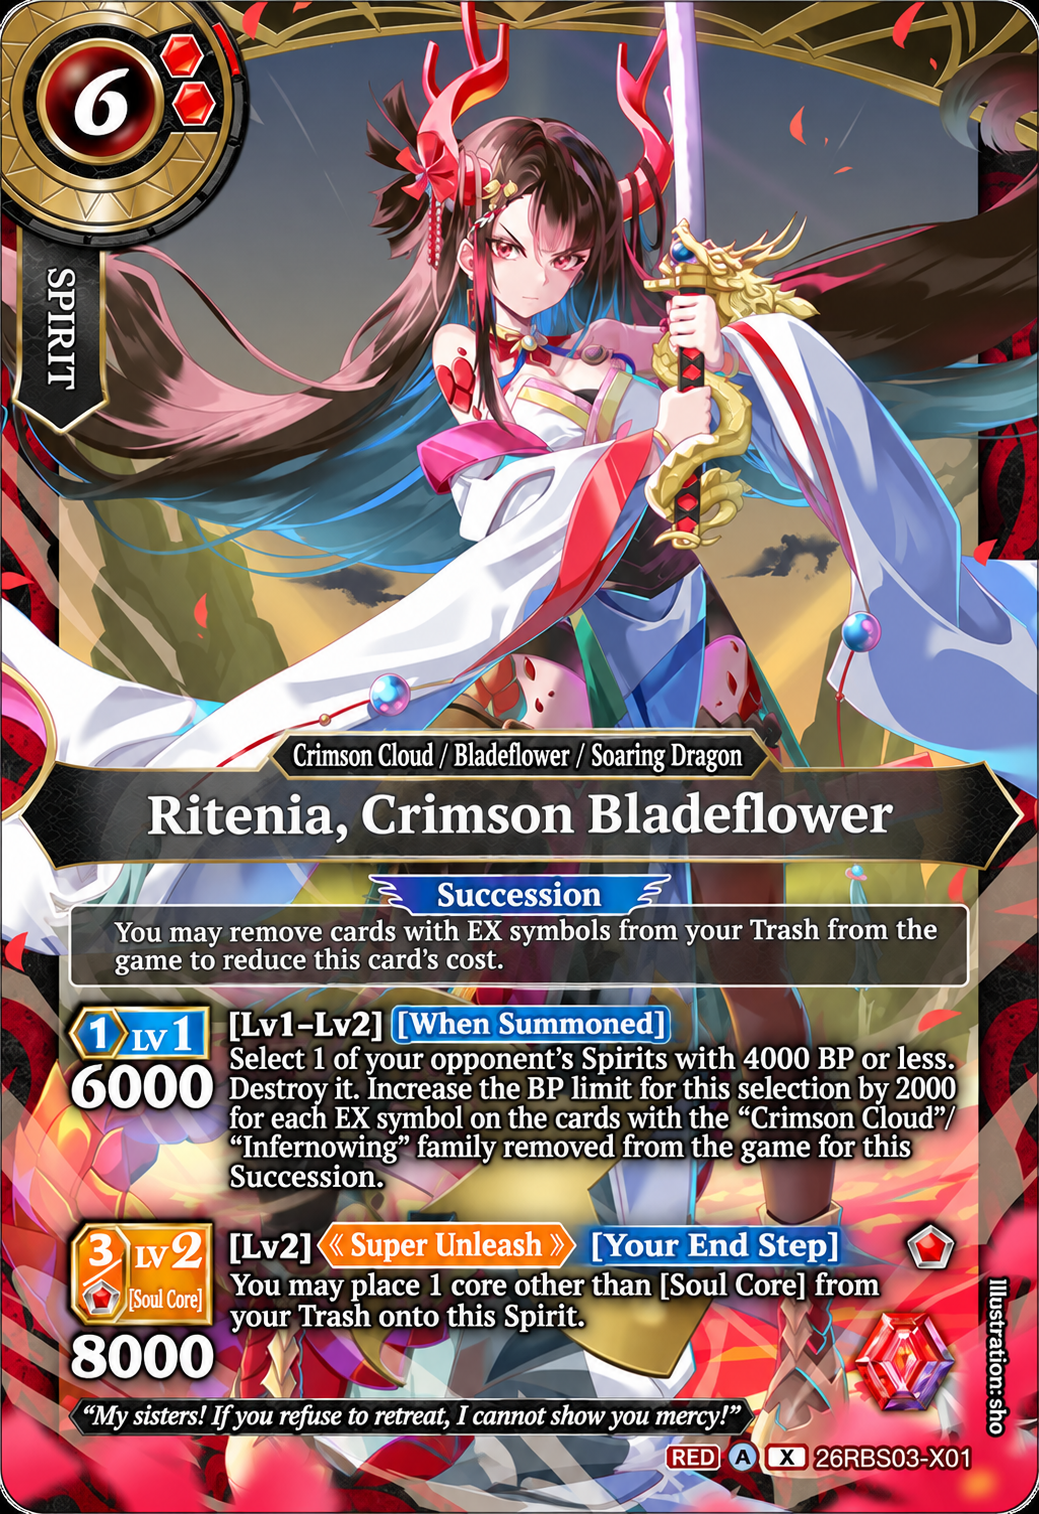 6
SPIRIT
Crimson Cloud / Bladeflower / Soaring Dragon
Ritenia, Crimson Bladeflower
Succession
You may remove cards with EX symbols from your Trash from the
game to reduce this card's cost.
1 LV 1
6000
[Lv1–Lv2] [When Summoned]
Select 1 of your opponent's Spirits with 4000 BP or less.
Destroy it. Increase the BP limit for this selection by 2000
for each EX symbol on the cards with the “Crimson Cloud”/
“Infernowing” family removed from the game for this
Succession.
3 LV 2
[Soul Core]
8000
[Lv2] 《 Super Unleash 》 [Your End Step]
You may place 1 core other than [Soul Core] from
your Trash onto this Spirit.
“My sisters! If you refuse to retreat, I cannot show you mercy!”
Illustration:sho
RED A X 26RBS03-X01